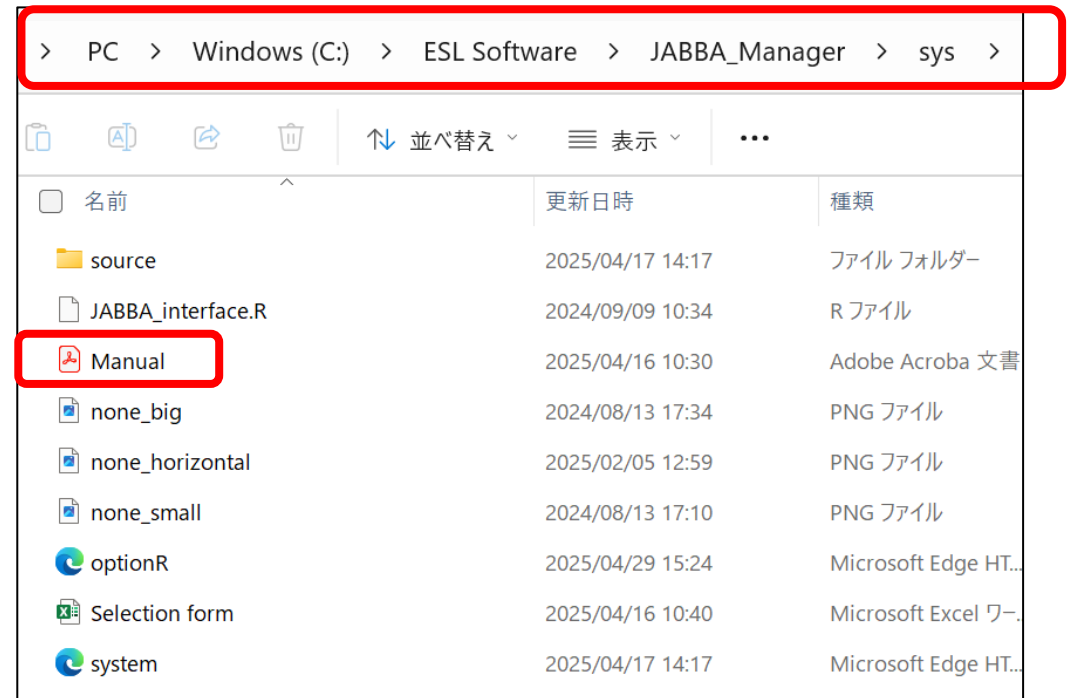 > PC > Windows (C:) > ESL Software > JABBA_Manager > sys >
A 並べ替え 表示 •••
名前 更新日時 種類
source 2025/04/17 14:17 ファイル フォルダー
JABBA_interface.R 2024/09/09 10:34 R ファイル
Manual 2025/04/16 10:30 Adobe Acroba 文書
none_big 2024/08/13 17:34 PNG ファイル
none_horizontal 2025/02/05 12:59 PNG ファイル
none_small 2024/08/13 17:10 PNG ファイル
optionR 2025/04/29 15:24 Microsoft Edge HT...
Selection form 2025/04/16 10:40 Microsoft Excel ワー...
system 2025/04/17 14:17 Microsoft Edge HT...